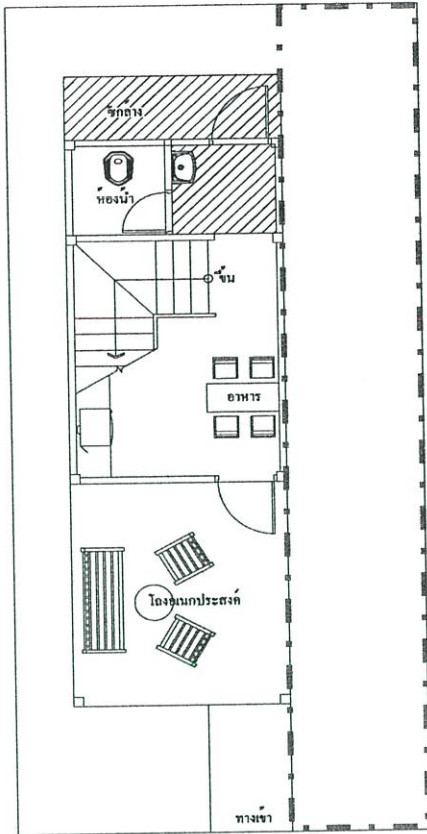 ซักล้าง
ห้องน้ำ
ขึ้น
อาหาร
โถงอเนกประสงค์
ทางเข้า